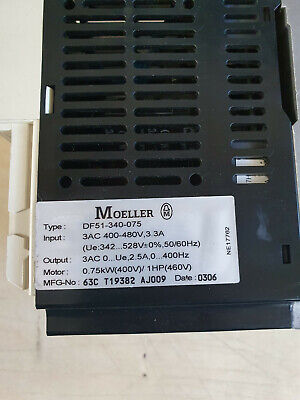 MOELLER
Type : DF51-340-075
Input : 3AC 400-480V,3.3A
(Ue:342...528V±0%,50/60Hz)
Output : 3AC 0...Ue,2.5A,0...400Hz
Motor : 0.75kW(400V)/ 1HP(460V)
MFG-No : 63C T19382 AJ009 Date : 0306
NE17762